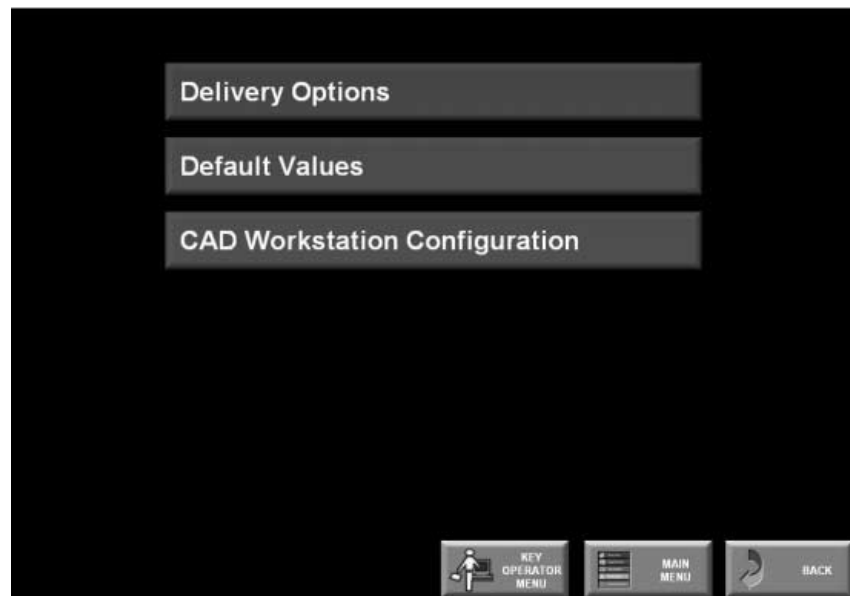 Delivery Options
Default Values
CAD Workstation Configuration
KEY
OPERATOR
MENU
MAIN
MENU
BACK